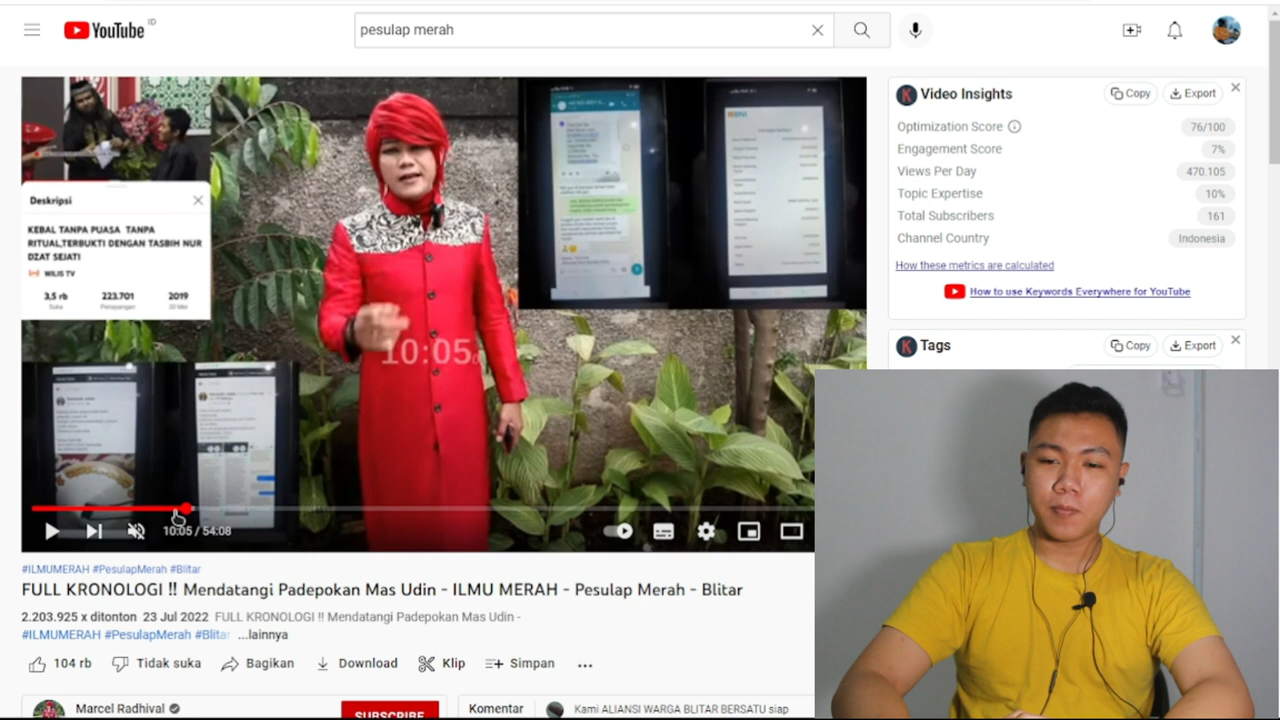 YouTube ID
pesulap merah
Deskripsi
KEBAL TANPA PUASA TANPA
RITUAL,TERBUKTI DENGAN TASBIH NUR
DZAT SEJATI
WILIS TV
3,5 rb 223.701 2019
Suka Penayangan 20 Mei
10:05
10:05 / 54:08
#ILMUMERAH #PesulapMerah #Blitar
FULL KRONOLOGI !! Mendatangi Padepokan Mas Udin - ILMU MERAH - Pesulap Merah - Blitar
2.203.925 x ditonton 23 Jul 2022 FULL KRONOLOGI !! Mendatangi Padepokan Mas Udin -
#ILMUMERAH #PesulapMerah #Blitar ...lainnya
104 rb Tidak suka Bagikan Download Klip Simpan
Marcel Radhival
SUBSCRIBE
Komentar
Kami ALIANSI WARGA BLITAR BERSATU siap
Video Insights Copy Export
Optimization Score 76/100
Engagement Score 7%
Views Per Day 470.105
Topic Expertise 10%
Total Subscribers 161
Channel Country Indonesia
How these metrics are calculated
How to use Keywords Everywhere for YouTube
Tags Copy Export